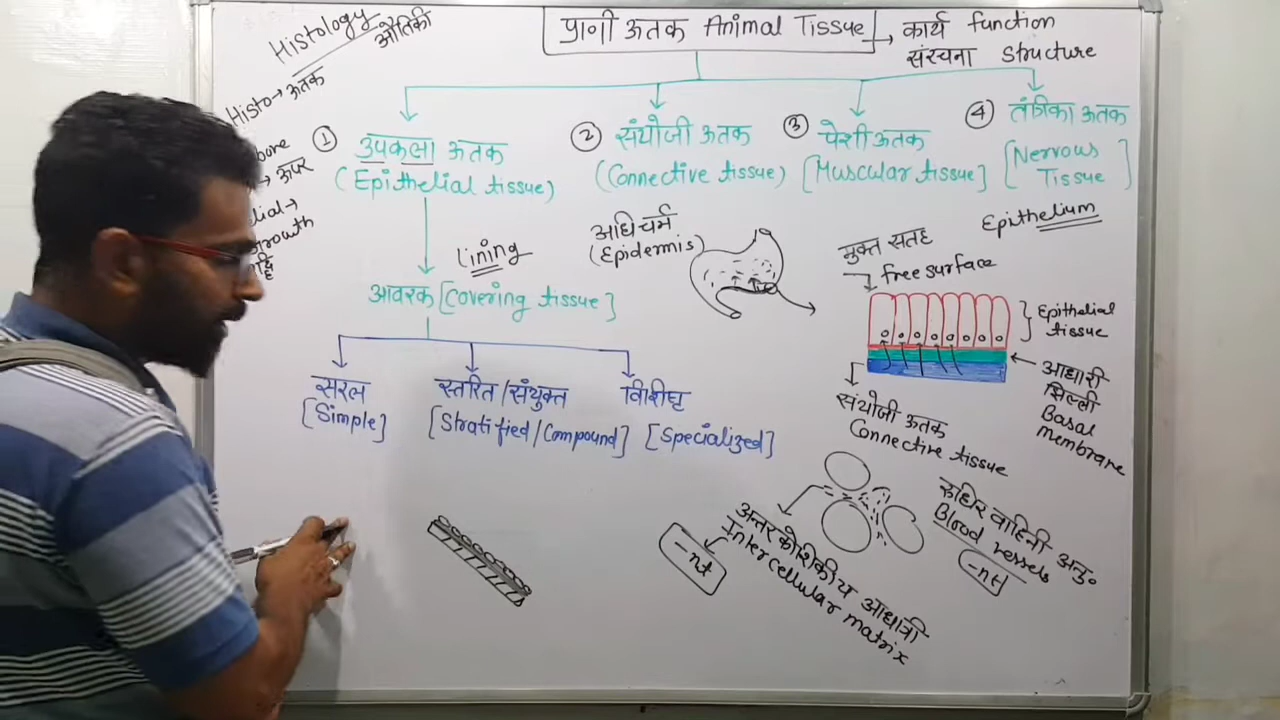 Histology
औतिकी
Histo→ ऊतक
ऊपर
growth
प्राणी ऊतक Animal Tissue → कार्य function
संरचना structure
① उपकला ऊतक
(Epithelial tissue)
② संयोजी ऊतक
(Connective tissue)
③ पेशी ऊतक
[Muscular tissue]
④ तंत्रिका ऊतक
[Nervous
Tissue]
आवरक [Covering tissue]
Lining
अधिचर्म
(Epidermis)
Epithelium
मुक्त सतह
free surface
Epithelial
tissue
आधारी
झिल्ली
Basal
membrane
संयोजी ऊतक
Connective tissue
सरल
[Simple]
स्तरित/संयुक्त
[Stratified/Compound]
विशिष्ट
[Specialized]
अन्तर कोशिकीय आधात्री
Inter cellular matrix
-nt
रूधिर वाहिनी अनु॰
Blood vessels
-nt